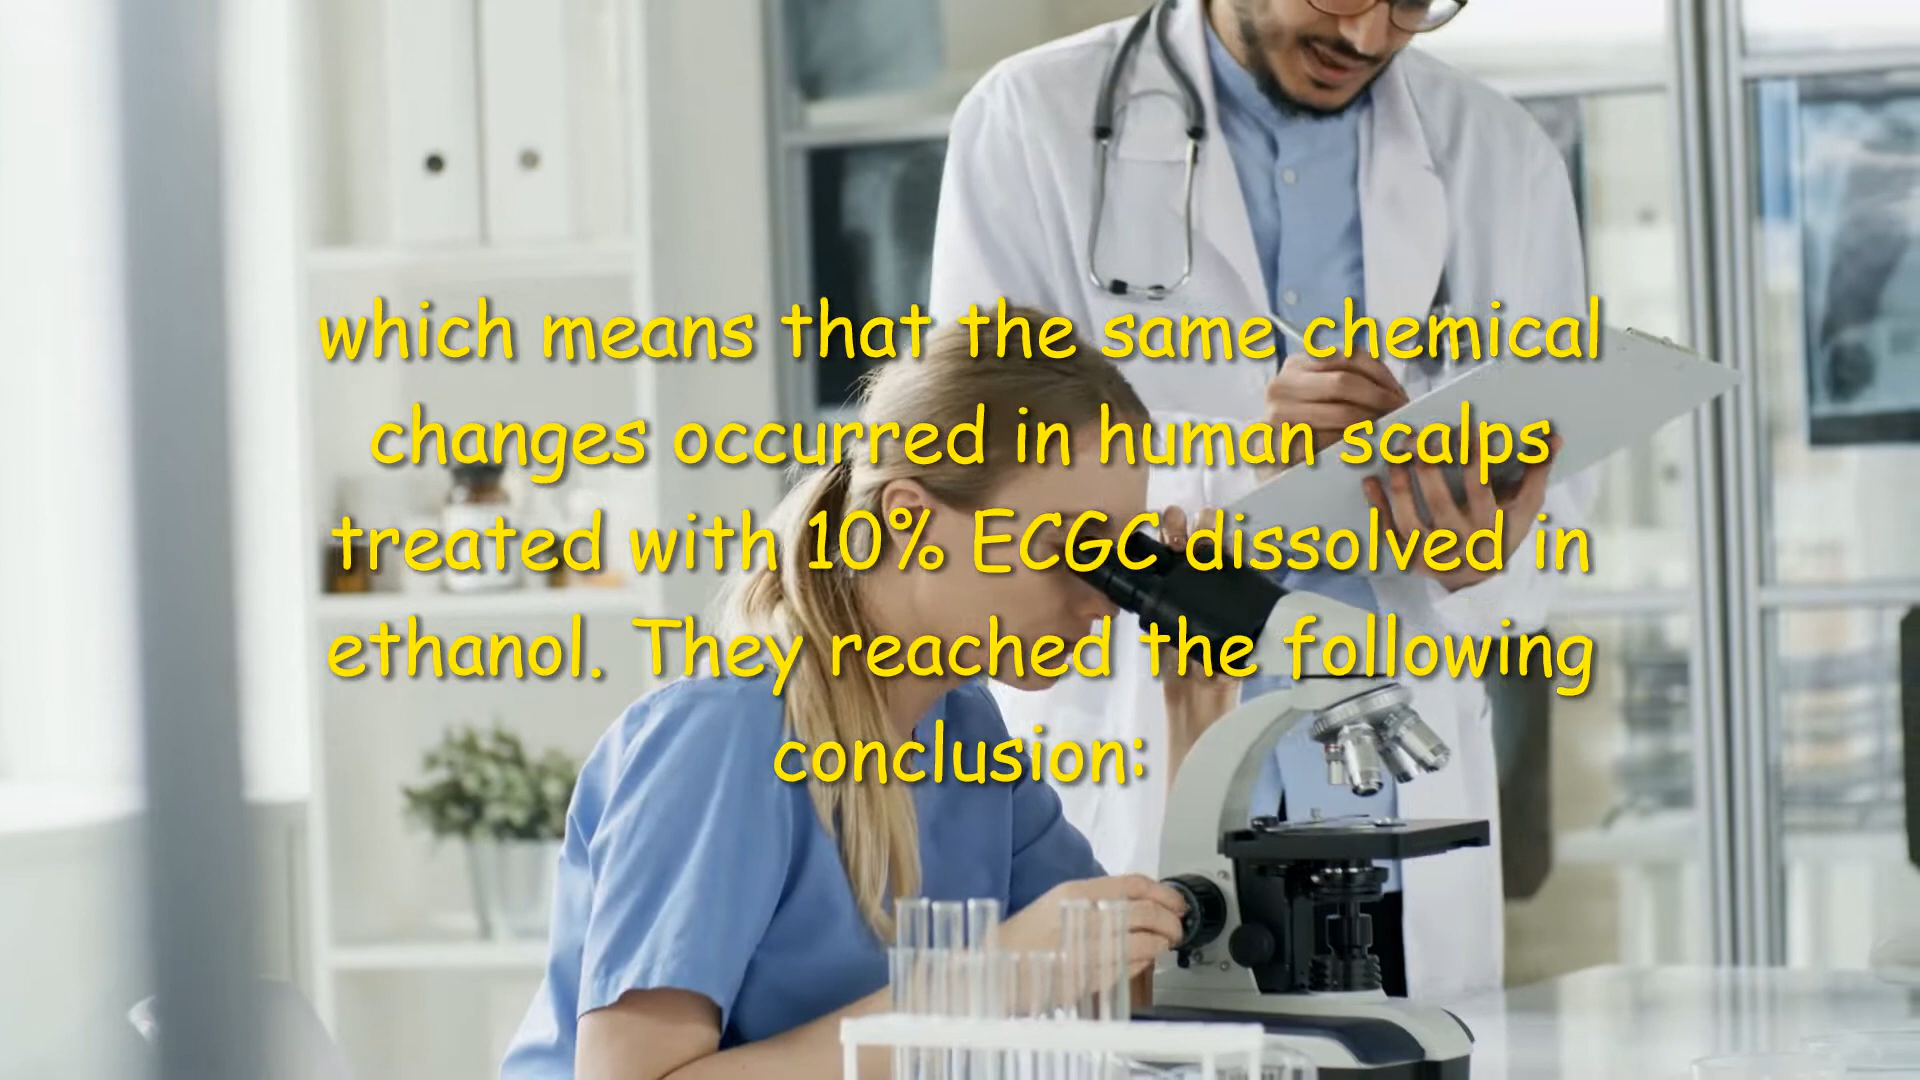 which means that the same chemical
changes occurred in human scalps
treated with 10% ECGC dissolved in
ethanol. They reached the following
conclusion: